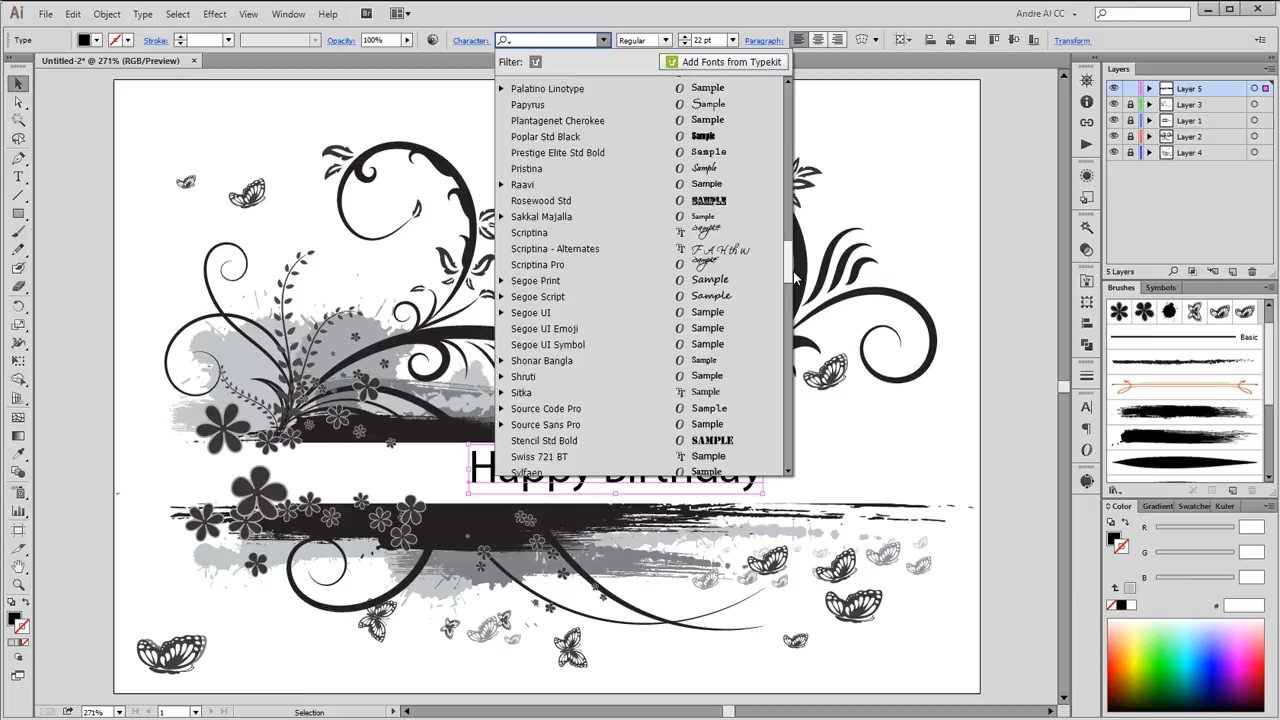 Ai File Edit Object Type Select Effect View Window Help Br Andre AI CC
Type Stroke: Opacity: 100% Character: Regular 22 pt Paragraph: Transform
Untitled-2* @ 271% (RGB/Preview) ×
Filter: Add Fonts from Typekit
Palatino Linotype O Sample
Papyrus O Sample
Plantagenet Cherokee O Sample
Poplar Std Black O Sample
Prestige Elite Std Bold O Sample
Pristina O Sample
Raavi O Sample
Rosewood Std O SAMPLE
Sakkal Majalla O Sample
Scriptina Sample
Scriptina - Alternates F A H th W
Scriptina Pro O Sample
Segoe Print O Sample
Segoe Script O Sample
Segoe UI O Sample
Segoe UI Emoji O Sample
Segoe UI Symbol O Sample
Shonar Bangla O Sample
Shruti O Sample
Sitka Sample
Source Code Pro O Sample
Source Sans Pro O Sample
Stencil Std Bold O SAMPLE
Swiss 721 BT Sample
Sylfaen O Sample
Happy Birthday
Layers
Layer 5
Layer 3
Layer 1
Layer 2
Layer 4
5 Layers
Brushes Symbols
Basic
Color Gradient Swatches Kuler
R
G
B
#
271% 1 Selection